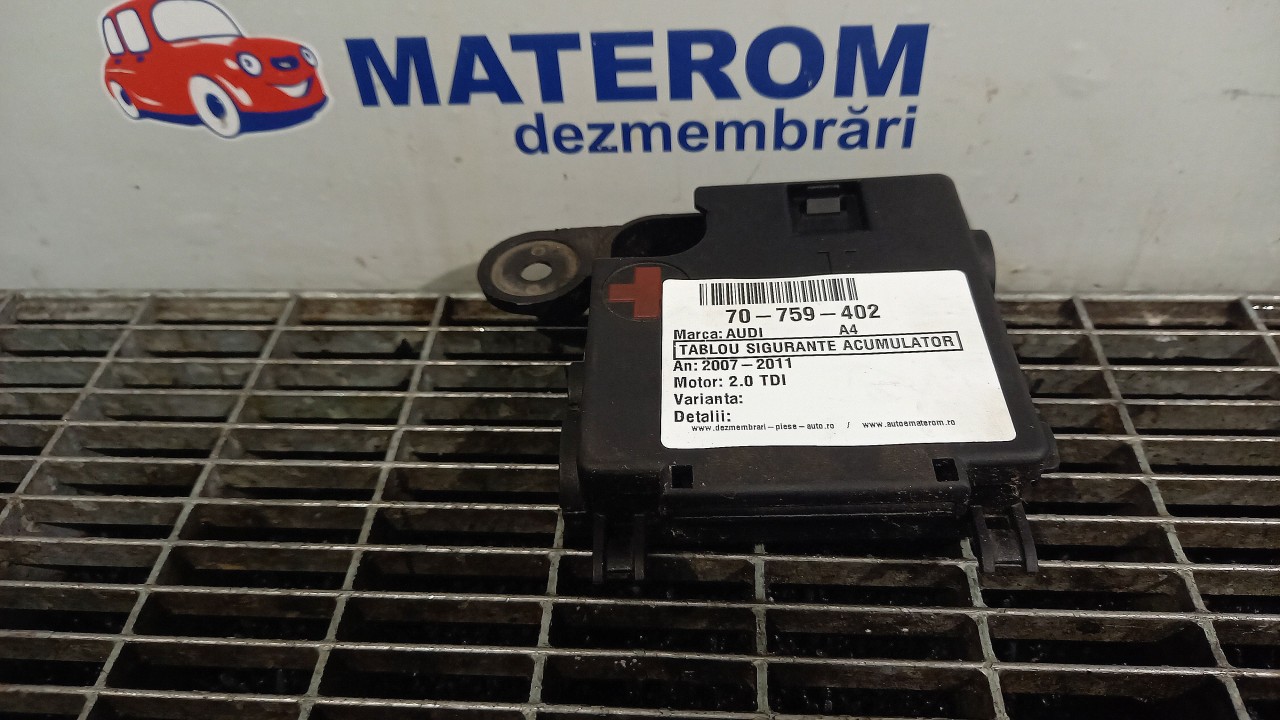 MATEROM
dezmembrări
70-759-402
Marca: AUDI A4
TABLOU SIGURANTE ACUMULATOR
An: 2007-2011
Motor: 2.0 TDI
Varianta:
Detalii:
www.dezmembrari-piese-auto.ro / www.autoematerom.ro